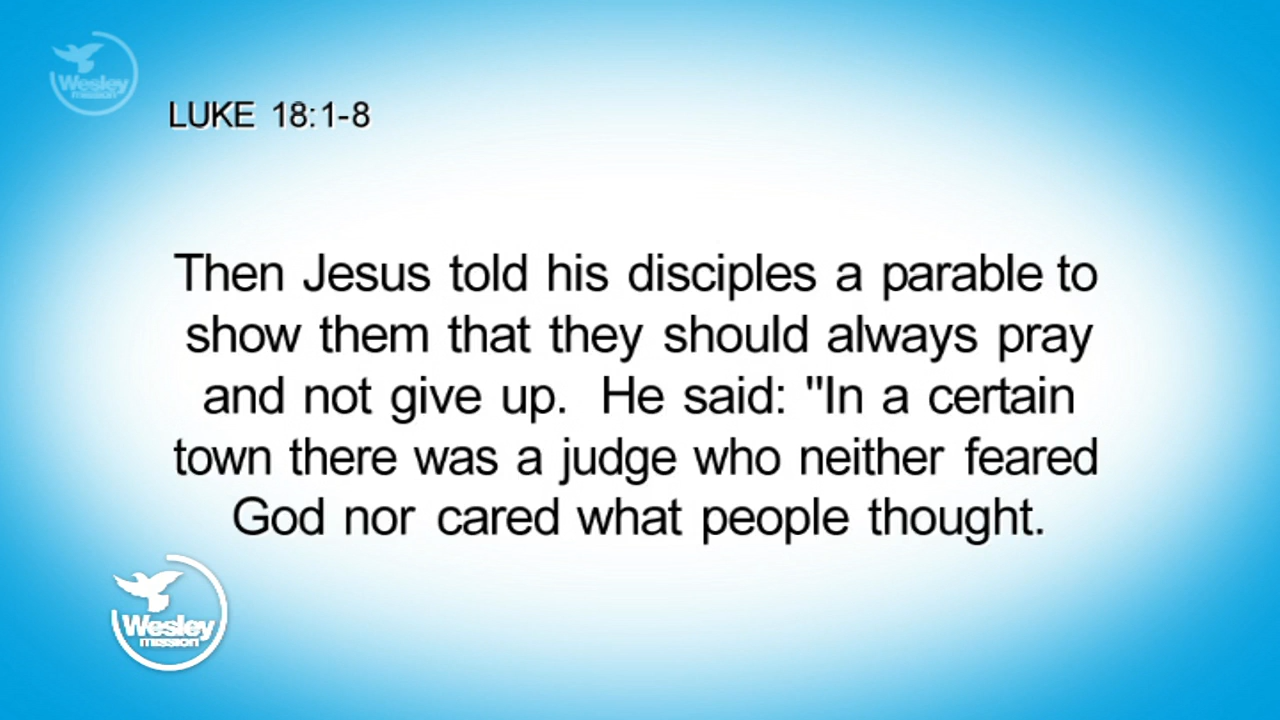 Wesley
mission
LUKE 18:1-8
Then Jesus told his disciples a parable to
show them that they should always pray
and not give up.  He said: "In a certain
town there was a judge who neither feared
God nor cared what people thought.
Wesley
mission